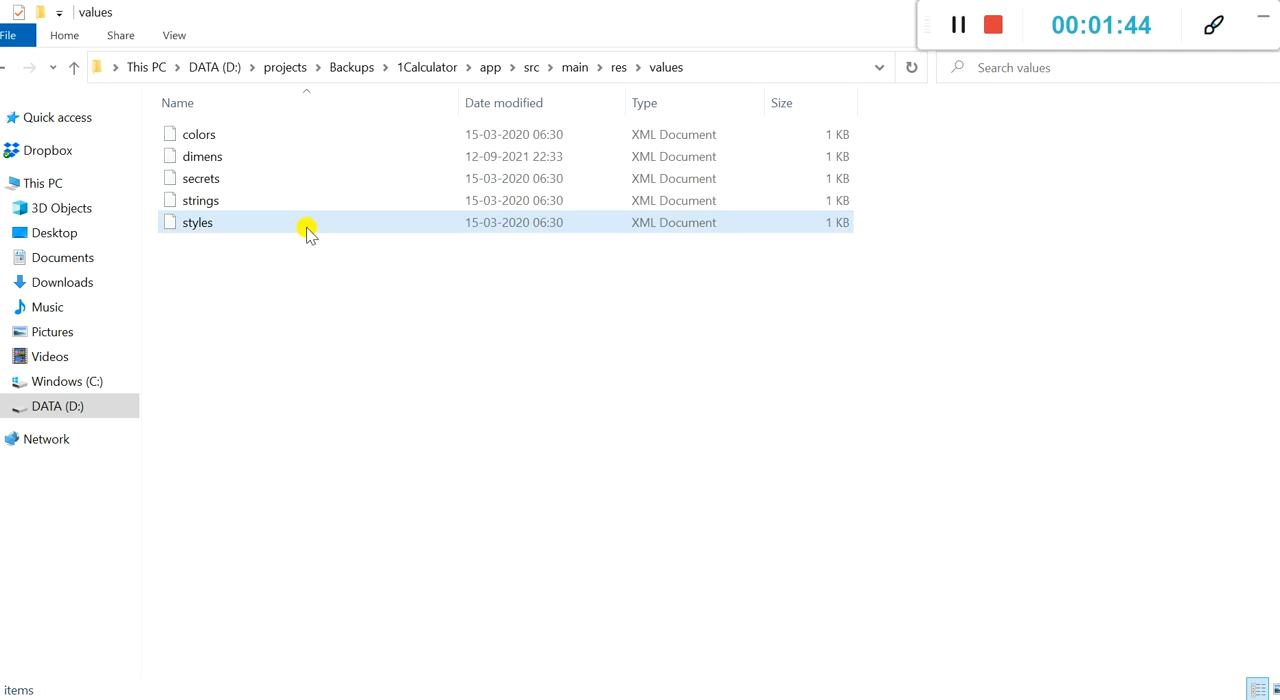 values
File Home Share View
00:01:44
This PC DATA (D:) projects Backups 1Calculator app src main res values
Search values
Name Date modified Type Size
colors 15-03-2020 06:30 XML Document 1 KB
dimens 12-09-2021 22:33 XML Document 1 KB
secrets 15-03-2020 06:30 XML Document 1 KB
strings 15-03-2020 06:30 XML Document 1 KB
styles 15-03-2020 06:30 XML Document 1 KB
Quick access
Dropbox
This PC
3D Objects
Desktop
Documents
Downloads
Music
Pictures
Videos
Windows (C:)
DATA (D:)
Network
items